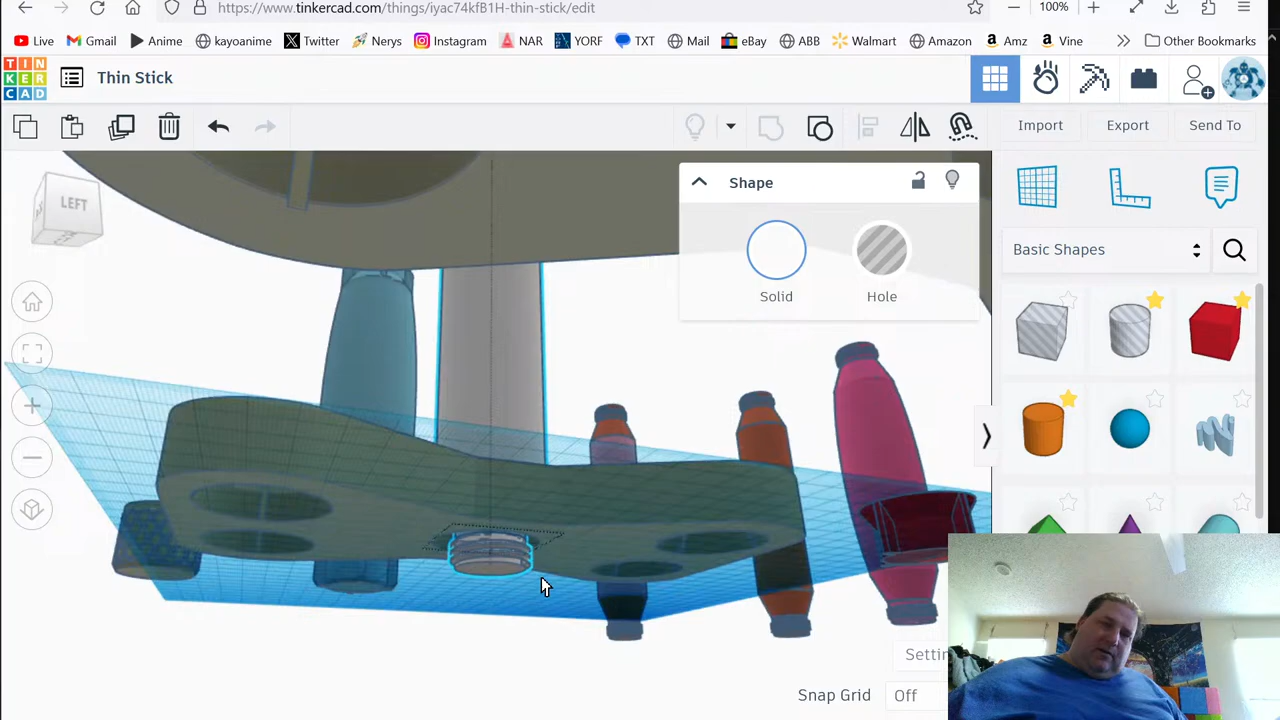 https://www.tinkercad.com/things/iyac74kfB1H-thin-stick/edit
100%
Live
Gmail
Anime
kayoanime
Twitter
Nerys
Instagram
NAR
YORF
TXT
Mail
eBay
ABB
Walmart
Amazon
Amz
Vine
Other Bookmarks
TIN
KER
CAD
Thin Stick
Import
Export
Send To
LEFT
Shape
Solid
Hole
Basic Shapes
Settin
Snap Grid
Off